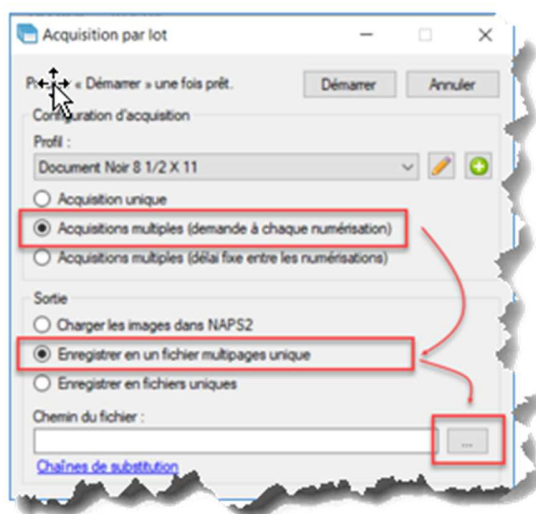 Acquisition par lot
« Démarrer » une fois prêt.
Démarrer
Annuler
Configuration d'acquisition
Profil :
Document Noir 8 1/2 X 11
Acquisition unique
Acquisitions multiples (demande à chaque numérisation)
Acquisitions multiples (délai fixe entre les numérisations)
Sortie
Charger les images dans NAPS2
Enregistrer en un fichier multipages unique
Enregistrer en fichiers uniques
Chemin du fichier :
...
Chaînes de substitution